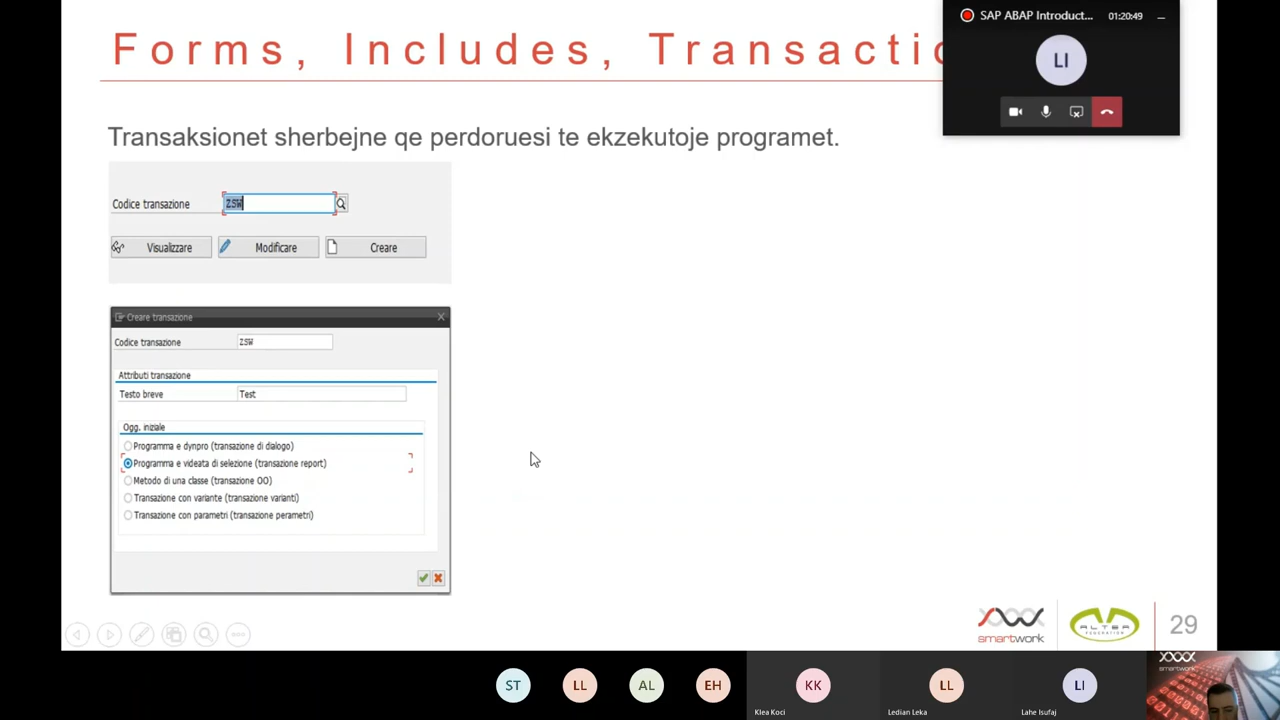 Forms, Includes, Transactio
SAP ABAP Introduct...
01:20:49
LI
Transaksionet sherbejne qe perdoruesi te ekzekutoje programet.
Codice transazione
ZSW
Visualizzare
Modificare
Creare
Creare transazione
Codice transazione
ZSW
Attributi transazione
Testo breve
Test
Ogg. iniziale
Programma e dynpro (transazione di dialogo)
Programma e videata di selezione (transazione report)
Metodo di una classe (transazione OO)
Transazione con variante (transazione varianti)
Transazione con parametri (transazione perametri)
smartwork
ALTEA
FEDERATION
29
ST
LL
AL
EH
KK
Klea Koci
LL
Ledian Leka
LI
Lahe Isufaj
smartwork